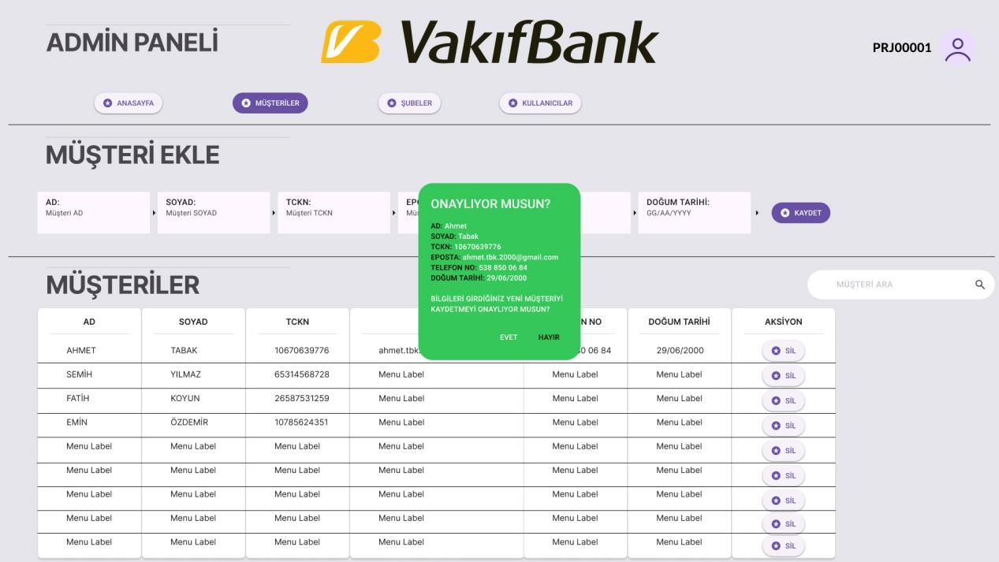 ADMİN PANELİ
VakıfBank
PRJ00001
ANASAYFA
MÜŞTERİLER
ŞUBELER
KULLANICILAR
MÜŞTERİ EKLE
AD:
Müşteri AD
SOYAD:
Müşteri SOYAD
TCKN:
Müşteri TCKN
DOĞUM TARİHİ:
GG/AA/YYYY
KAYDET
ONAYLIYOR MUSUN?
AD: Ahmet
SOYAD: Tabak
TCKN: 10670639776
EPOSTA: ahmet.tbk.2000@gmail.com
TELEFON NO: 538 850 06 84
DOĞUM TARİHİ: 29/06/2000
BİLGİLERİ GİRDİĞİNİZ YENİ MÜŞTERİYİ
KAYDETMEYİ ONAYLIYOR MUSUN?
EVET HAYIR
MÜŞTERİLER
MÜŞTERİ ARA
AD SOYAD TCKN NO DOĞUM TARİHİ AKSİYON
AHMET TABAK 10670639776 ahmet.tbk. 06 84 29/06/2000 SİL
SEMİH YILMAZ 65314568728 Menu Label Menu Label Menu Label SİL
FATİH KOYUN 26587531259 Menu Label Menu Label Menu Label SİL
EMİN ÖZDEMİR 10785624351 Menu Label Menu Label Menu Label SİL
Menu Label Menu Label Menu Label Menu Label Menu Label Menu Label SİL
Menu Label Menu Label Menu Label Menu Label Menu Label Menu Label SİL
Menu Label Menu Label Menu Label Menu Label Menu Label Menu Label SİL
Menu Label Menu Label Menu Label Menu Label Menu Label Menu Label SİL
Menu Label Menu Label Menu Label Menu Label Menu Label Menu Label SİL